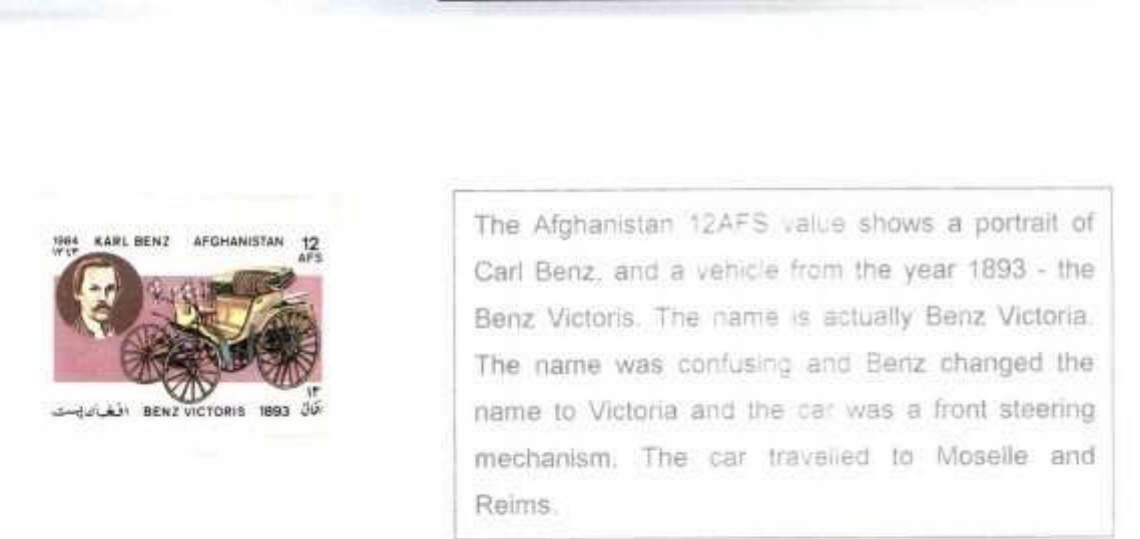 1984 KARL BENZ AFGHANISTAN 12
۱۳۶۳ AFS
۱۲
BENZ VICTORIS 1893
The Afghanistan 12AFS value shows a portrait of
Carl Benz, and a vehicle from the year 1893 - the
Benz Victoris. The name is actually Benz Victoria.
The name was confusing and Benz changed the
name to Victoria and the car was a front steering
mechanism. The car travelled to Moselle and
Reims.